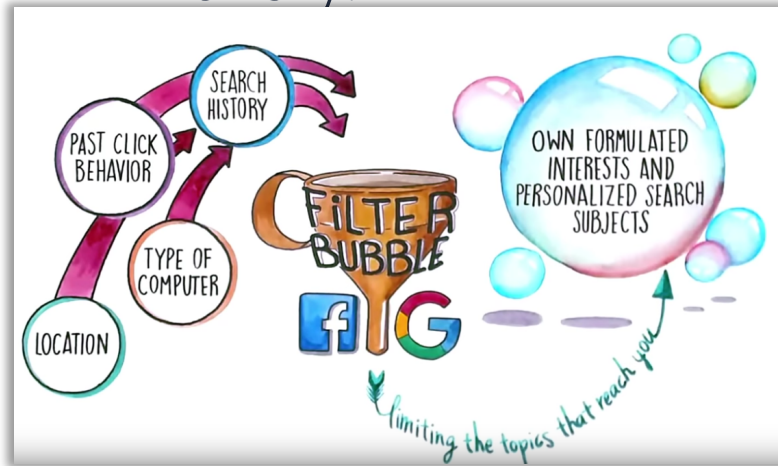 SEARCH
HISTORY
PAST CLICK
BEHAVIOR
TYPE OF
COMPUTER
LOCATION
FiLTER
BUBBLE
f G
limiting the topics that reach you
OWN FORMULATED
INTERESTS AND
PERSONALIZED SEARCH
SUBJECTS